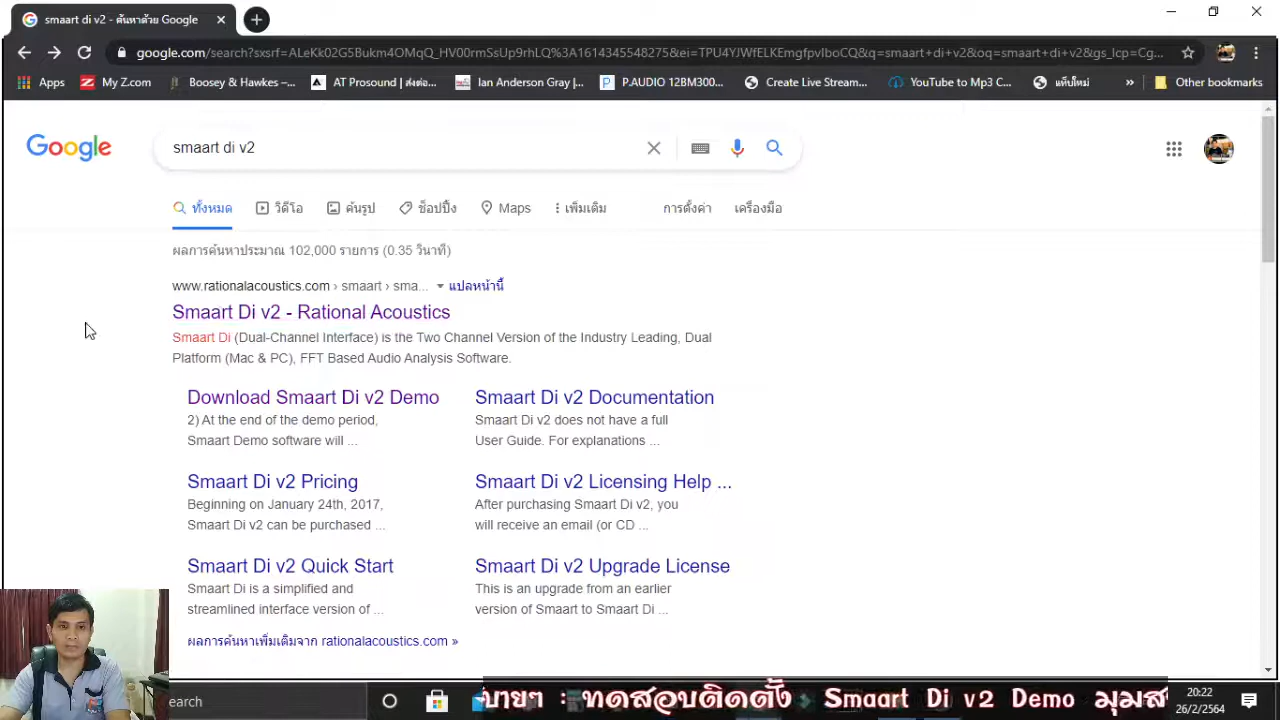 smaart di v2 - ค้นหาด้วย Google
google.com/search?sxsrf=ALeKk02G5Bukm4OMqQ_HV00rmSsUp9rhLQ%3A1614345548275&ei=TPU4YJWfELKEmgfpvIboCQ&q=smaart+di+v2&oq=smaart+di+v2&gs_lcp=Cg...
Apps My Z.com Boosey & Hawkes –... AT Prosound | ส่งต่อ... Ian Anderson Gray |... P.AUDIO 12BM300... Create Live Stream... YouTube to Mp3 C... แท็บใหม่ » Other bookmarks
Google smaart di v2
ทั้งหมด วิดีโอ ค้นรูป ช็อปปิ้ง Maps เพิ่มเติม การตั้งค่า เครื่องมือ
ผลการค้นหาประมาณ 102,000 รายการ (0.35 วินาที)
www.rationalacoustics.com › smaart › sma... แปลหน้านี้
Smaart Di v2 - Rational Acoustics
Smaart Di (Dual-Channel Interface) is the Two Channel Version of the Industry Leading, Dual
Platform (Mac & PC), FFT Based Audio Analysis Software.
Download Smaart Di v2 Demo
2) At the end of the demo period,
Smaart Demo software will ...
Smaart Di v2 Documentation
Smaart Di v2 does not have a full
User Guide. For explanations ...
Smaart Di v2 Pricing
Beginning on January 24th, 2017,
Smaart Di v2 can be purchased ...
Smaart Di v2 Licensing Help ...
After purchasing Smaart Di v2, you
will receive an email (or CD ...
Smaart Di v2 Quick Start
Smaart Di is a simplified and
streamlined interface version of ...
Smaart Di v2 Upgrade License
This is an upgrade from an earlier
version of Smaart to Smaart Di ...
ผลการค้นหาเพิ่มเติมจาก rationalacoustics.com »
earch
บายๆ : ทดสอบติดตั้ง Smaart Di v2 Demo มุมส
20:22
26/2/2564